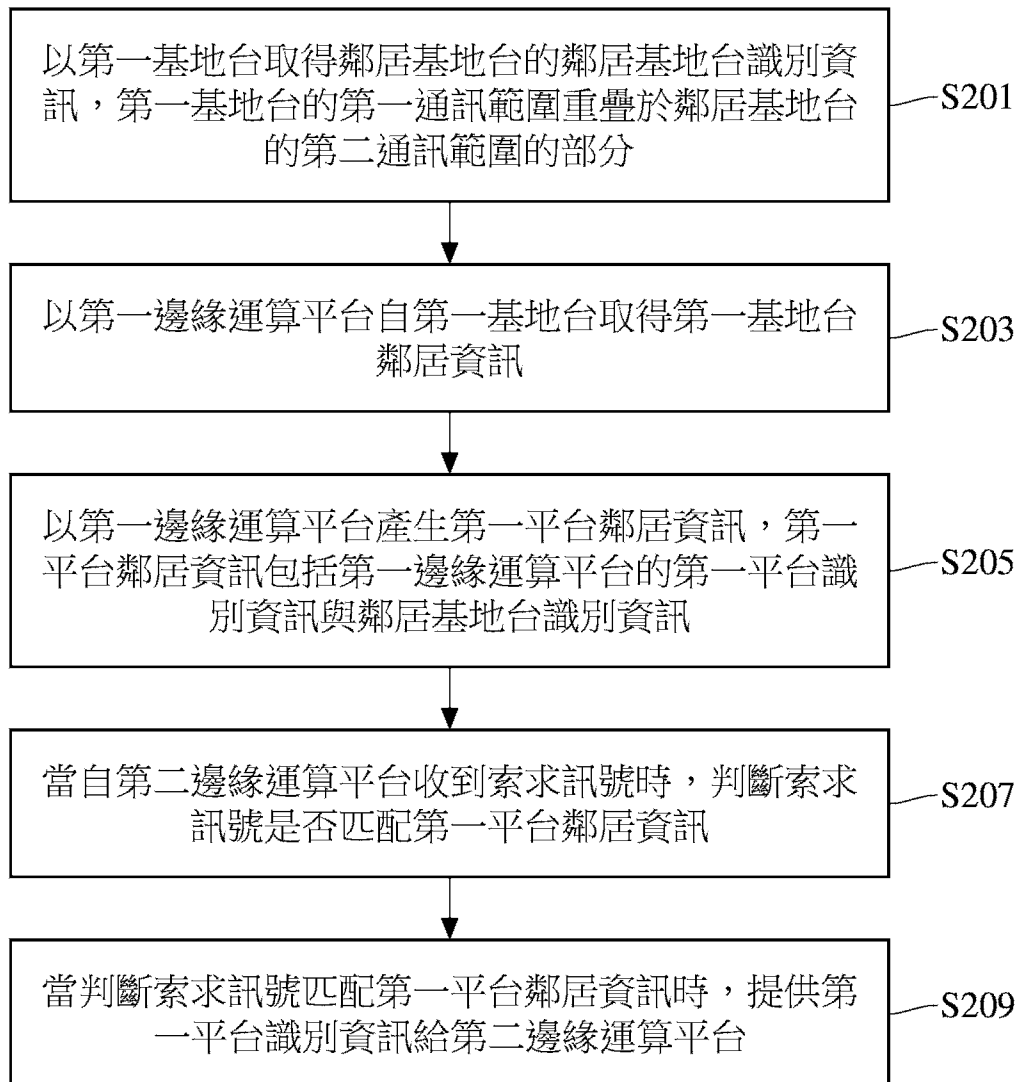 以第一基地台取得鄰居基地台的鄰居基地台識別資
訊，第一基地台的第一通訊範圍重疊於鄰居基地台
的第二通訊範圍的部分
S201
以第一邊緣運算平台自第一基地台取得第一基地台
鄰居資訊
S203
以第一邊緣運算平台產生第一平台鄰居資訊，第一
平台鄰居資訊包括第一邊緣運算平台的第一平台識
別資訊與鄰居基地台識別資訊
S205
當自第二邊緣運算平台收到索求訊號時，判斷索求
訊號是否匹配第一平台鄰居資訊
S207
當判斷索求訊號匹配第一平台鄰居資訊時，提供第
一平台識別資訊給第二邊緣運算平台
S209